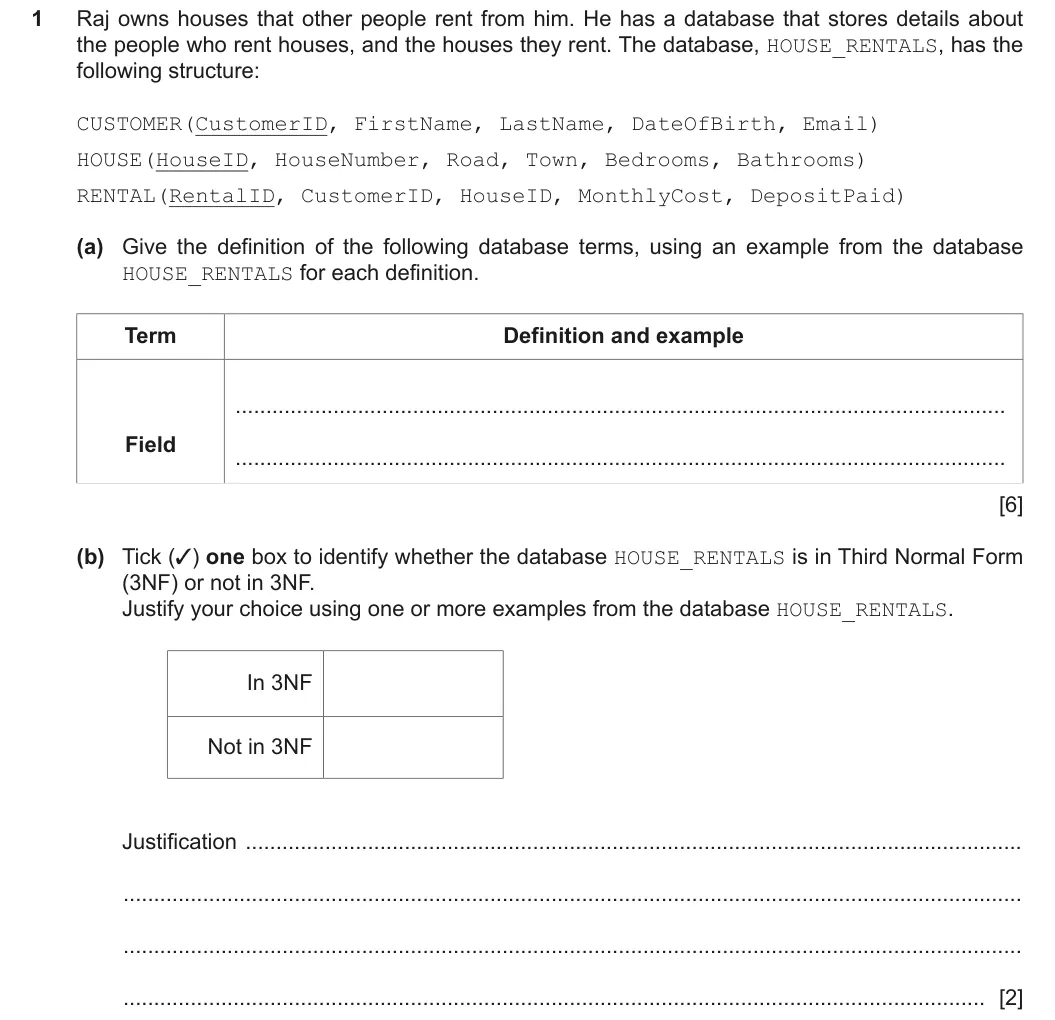 1 Raj owns houses that other people rent from him. He has a database that stores details about
the people who rent houses, and the houses they rent. The database, HOUSE_RENTALS, has the
following structure:
CUSTOMER(CustomerID, FirstName, LastName, DateOfBirth, Email)
HOUSE(HouseID, HouseNumber, Road, Town, Bedrooms, Bathrooms)
RENTAL(RentalID, CustomerID, HouseID, MonthlyCost, DepositPaid)
(a) Give the definition of the following database terms, using an example from the database
HOUSE_RENTALS for each definition.
Term Definition and example
Field
[6]
(b) Tick (✓) one box to identify whether the database HOUSE_RENTALS is in Third Normal Form
(3NF) or not in 3NF.
Justify your choice using one or more examples from the database HOUSE_RENTALS.
In 3NF
Not in 3NF
Justification ................................................................
[2]